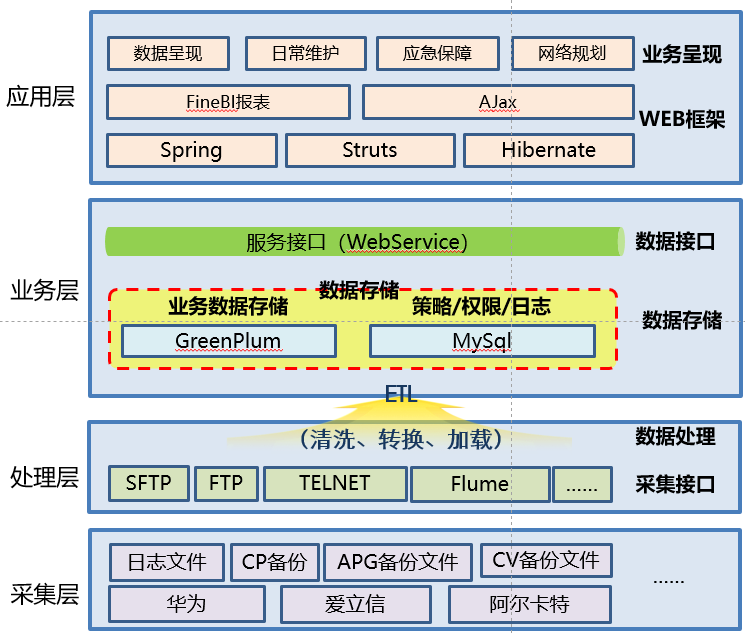 应用层
数据呈现 日常维护 应急保障 网络规划 业务呈现
FineBI报表 AJax WEB框架
Spring Struts Hibernate
业务层
服务接口（WebService） 数据接口
数据存储
业务数据存储 策略/权限/日志 数据存储
GreenPlum MySql
ETL
（清洗、转换、加载） 数据处理
处理层
SFTP FTP TELNET Flume …… 采集接口
采集层
日志文件 CP备份 APG备份文件 CV备份文件 ……
华为 爱立信 阿尔卡特